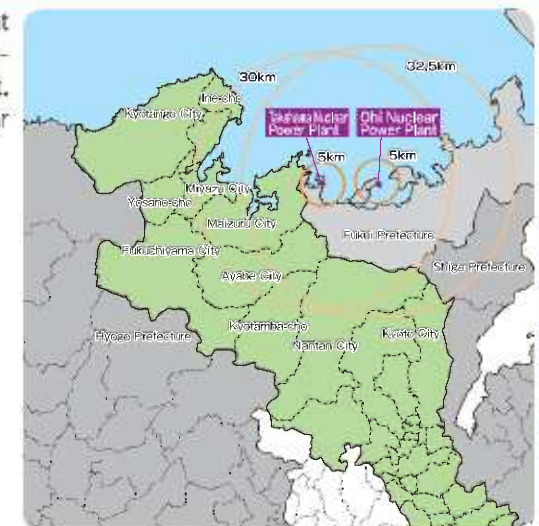 32.5km
30km
Ine-cho
Kyotango City
Takahama Nuclear
Power Plant
Ohi Nuclear
Power Plant
5km
5km
Miyazu City
Yosano-cho
Maizuru City
Fukui Prefecture
Fukuchiyama City
Shiga Prefecture
Ayabe City
Kyotamba-cho
Hyogo Prefecture
Nantan City
Kyoto City